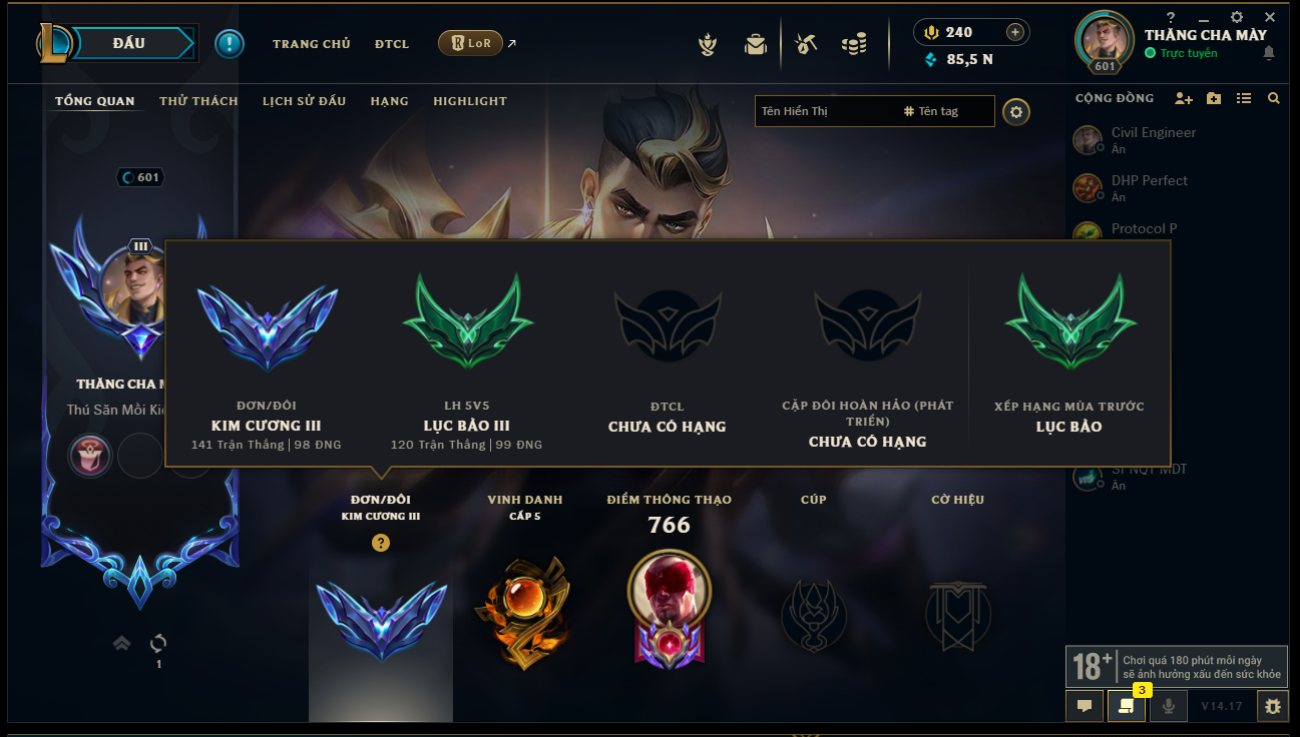 ĐẤU
TRANG CHỦ
ĐTCL
LoR
240
85,5 N
THĂNG CHA MÀY
Trực tuyến
601
TỔNG QUAN
THỬ THÁCH
LỊCH SỬ ĐẤU
HẠNG
HIGHLIGHT
Tên Hiển Thị
# Tên tag
CỘNG ĐỒNG
Civil Engineer
Ẩn
DHP Perfect
Ẩn
Protocol P
601
III
THĂNG CHA
Thú Săn Mồi
ĐƠN/ĐÔI
KIM CƯƠNG III
141 Trận Thắng | 98 ĐNG
LH 5V5
LỤC BẢO III
120 Trận Thắng | 99 ĐNG
ĐTCL
CHƯA CÓ HẠNG
CẶP ĐÔI HOÀN HẢO (PHÁT
TRIỂN)
CHƯA CÓ HẠNG
XẾP HẠNG MÙA TRƯỚC
LỤC BẢO
MDT
Ẩn
ĐƠN/ĐÔI
KIM CƯƠNG III
?
VINH DANH
CẤP 5
ĐIỂM THÔNG THẠO
766
CÚP
CỜ HIỆU
1
18+
Chơi quá 180 phút mỗi ngày
sẽ ảnh hưởng xấu đến sức khỏe
3
V14.17